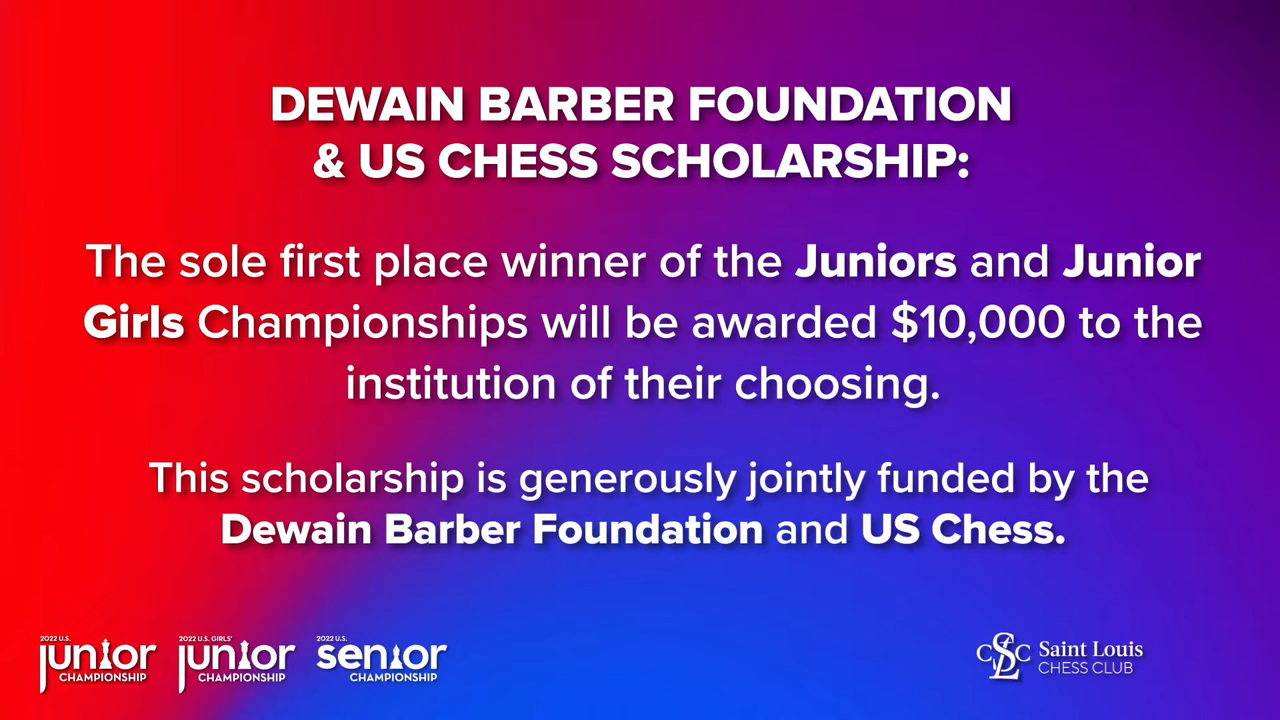 DEWAIN BARBER FOUNDATION
& US CHESS SCHOLARSHIP:
The sole first place winner of the Juniors and Junior
Girls Championships will be awarded $10,000 to the
institution of their choosing.
This scholarship is generously jointly funded by the
Dewain Barber Foundation and US Chess.
2022 U.S.
junior
CHAMPIONSHIP
2022 U.S. GIRLS'
junior
CHAMPIONSHIP
2022 U.S.
senior
CHAMPIONSHIP
CSLC
Saint Louis
CHESS CLUB